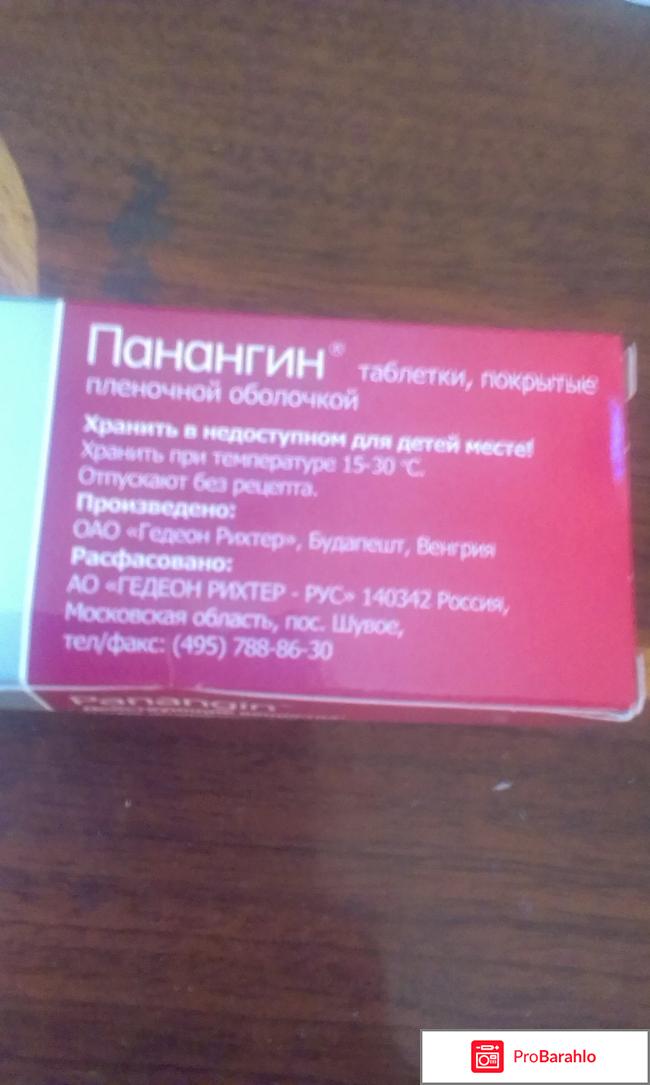 Панангин® таблетки, покрытые
пленочной оболочкой
Хранить в недоступном для детей месте!
Хранить при температуре 15-30 °С.
Отпускают без рецепта.
Произведено:
ОАО «Гедеон Рихтер», Будапешт, Венгрия
Расфасовано:
АО «ГЕДЕОН РИХТЕР - РУС» 140342 Россия,
Московская область, пос. Шувое,
тел/факс: (495) 788-86-30
Panangin
ProBarahlo